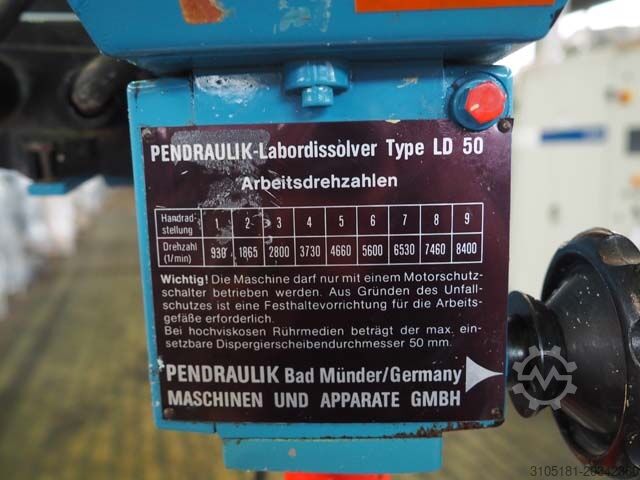 PENDRAULIK-Labordissolver Type LD 50
Arbeitsdrehzahlen
Handrad-stellung 1 2 3 4 5 6 7 8 9
Drehzahl (1/min) 930 1865 2800 3730 4660 5600 6530 7460 8400
Wichtig! Die Maschine darf nur mit einem Motorschutz-
schalter betrieben werden. Aus Gründen des Unfall-
schutzes ist eine Festhaltevorrichtung für die Arbeits-
gefäße erforderlich.
Bei hochviskosen Rührmedien beträgt der max. ein-
setzbare Dispergierscheibendurchmesser 50 mm.
PENDRAULIK Bad Münder/Germany
MASCHINEN UND APPARATE GMBH
3105181-20342860